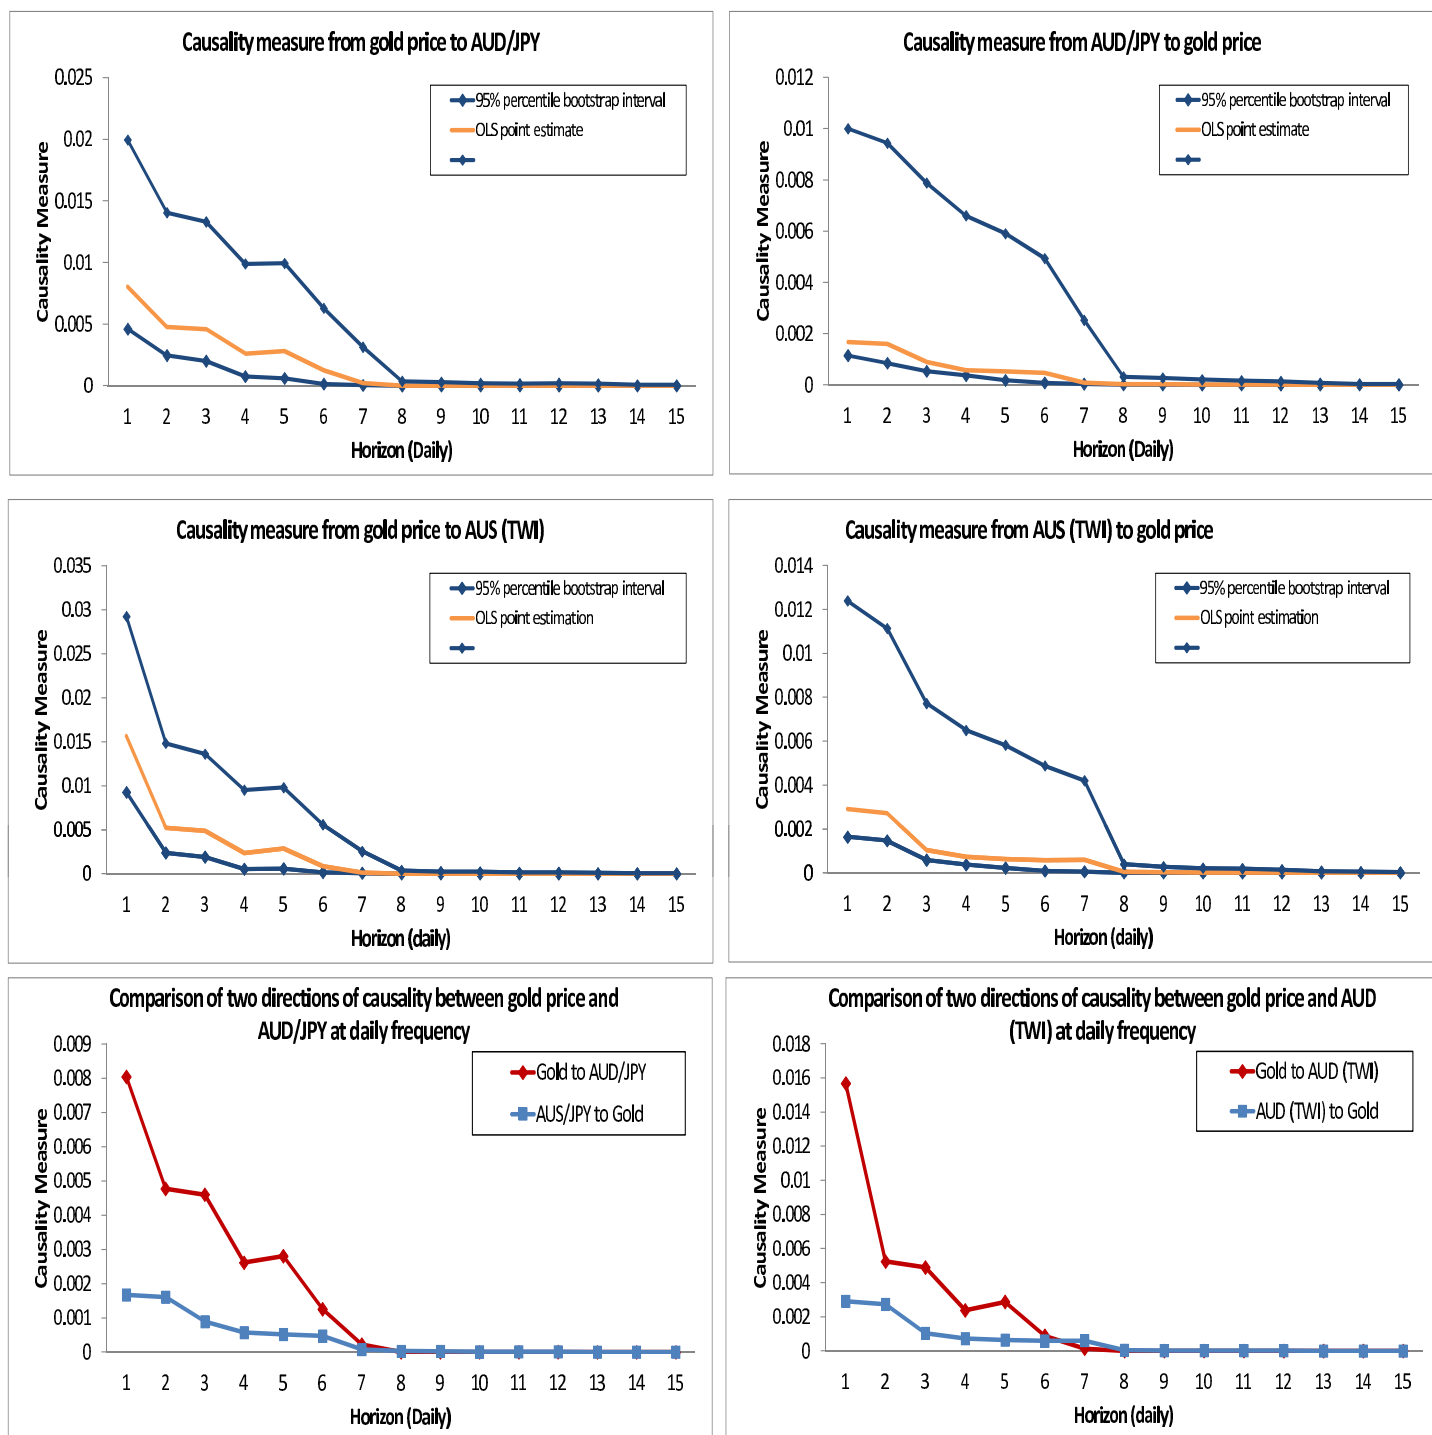 Causality measure from gold price to AUD/JPY
0.025
0.02
0.015
0.01
0.005
0
Causality Measure
95% percentile bootstrap interval
OLS point estimate
1 2 3 4 5 6 7 8 9 10 11 12 13 14 15
Horizon (Daily)
Causality measure from AUD/JPY to gold price
0.012
0.01
0.008
0.006
0.004
0.002
0
Causality Measure
95% percentile bootstrap interval
OLS point estimate
1 2 3 4 5 6 7 8 9 10 11 12 13 14 15
Horizon (Daily)
Causality measure from gold price to AUS (TWI)
0.035
0.03
0.025
0.02
0.015
0.01
0.005
0
Causality Measure
95% percentile bootstrap interval
OLS point estimation
1 2 3 4 5 6 7 8 9 10 11 12 13 14 15
Horizon (daily)
Causality measure from AUS (TWI) to gold price
0.014
0.012
0.01
0.008
0.006
0.004
0.002
0
Causality Measure
95% percentile bootstrap interval
OLS point estimation
1 2 3 4 5 6 7 8 9 10 11 12 13 14 15
Horizon (daily)
Comparison of two directions of causality between gold price and
AUD/JPY at daily frequency
0.009
0.008
0.007
0.006
0.005
0.004
0.003
0.002
0.001
0
Causality Measure
Gold to AUD/JPY
AUS/JPY to Gold
1 2 3 4 5 6 7 8 9 10 11 12 13 14 15
Horizon (Daily)
Comparison of two directions of causality between gold price and AUD
(TWI) at daily frequency
0.018
0.016
0.014
0.012
0.01
0.008
0.006
0.004
0.002
0
Causality Measure
Gold to AUD (TWI)
AUD (TWI) to Gold
1 2 3 4 5 6 7 8 9 10 11 12 13 14 15
Horizon (daily)